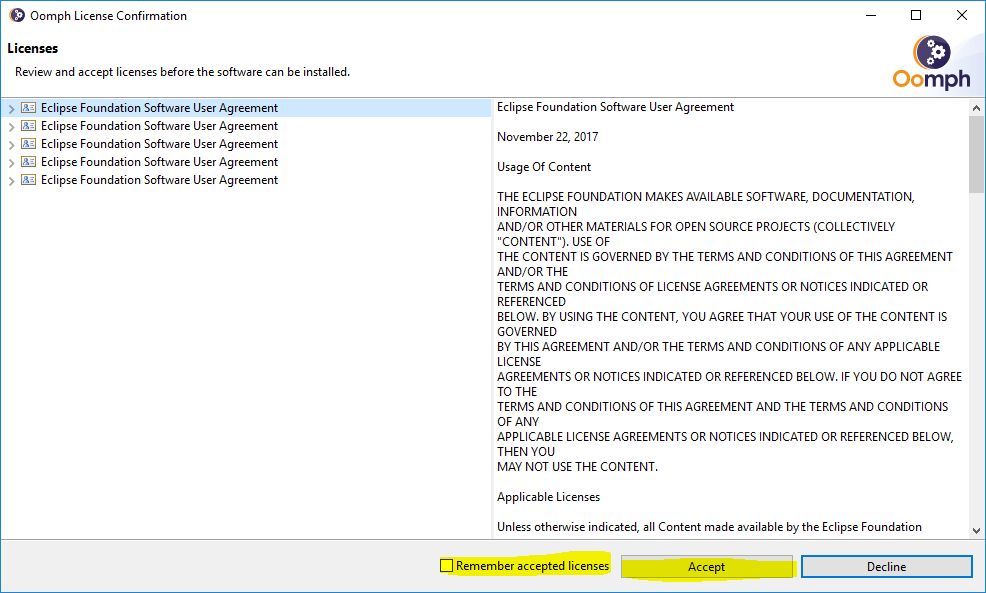 Oomph License Confirmation
Licenses
Review and accept licenses before the software can be installed.
Oomph
Eclipse Foundation Software User Agreement
Eclipse Foundation Software User Agreement
Eclipse Foundation Software User Agreement
Eclipse Foundation Software User Agreement
Eclipse Foundation Software User Agreement
Eclipse Foundation Software User Agreement
November 22, 2017
Usage Of Content
THE ECLIPSE FOUNDATION MAKES AVAILABLE SOFTWARE, DOCUMENTATION,
INFORMATION
AND/OR OTHER MATERIALS FOR OPEN SOURCE PROJECTS (COLLECTIVELY
"CONTENT"). USE OF
THE CONTENT IS GOVERNED BY THE TERMS AND CONDITIONS OF THIS AGREEMENT
AND/OR THE
TERMS AND CONDITIONS OF LICENSE AGREEMENTS OR NOTICES INDICATED OR
REFERENCED
BELOW. BY USING THE CONTENT, YOU AGREE THAT YOUR USE OF THE CONTENT IS
GOVERNED
BY THIS AGREEMENT AND/OR THE TERMS AND CONDITIONS OF ANY APPLICABLE
LICENSE
AGREEMENTS OR NOTICES INDICATED OR REFERENCED BELOW. IF YOU DO NOT AGREE
TO THE
TERMS AND CONDITIONS OF THIS AGREEMENT AND THE TERMS AND CONDITIONS
OF ANY
APPLICABLE LICENSE AGREEMENTS OR NOTICES INDICATED OR REFERENCED BELOW,
THEN YOU
MAY NOT USE THE CONTENT.
Applicable Licenses
Unless otherwise indicated, all Content made available by the Eclipse Foundation
Remember accepted licenses
Accept
Decline